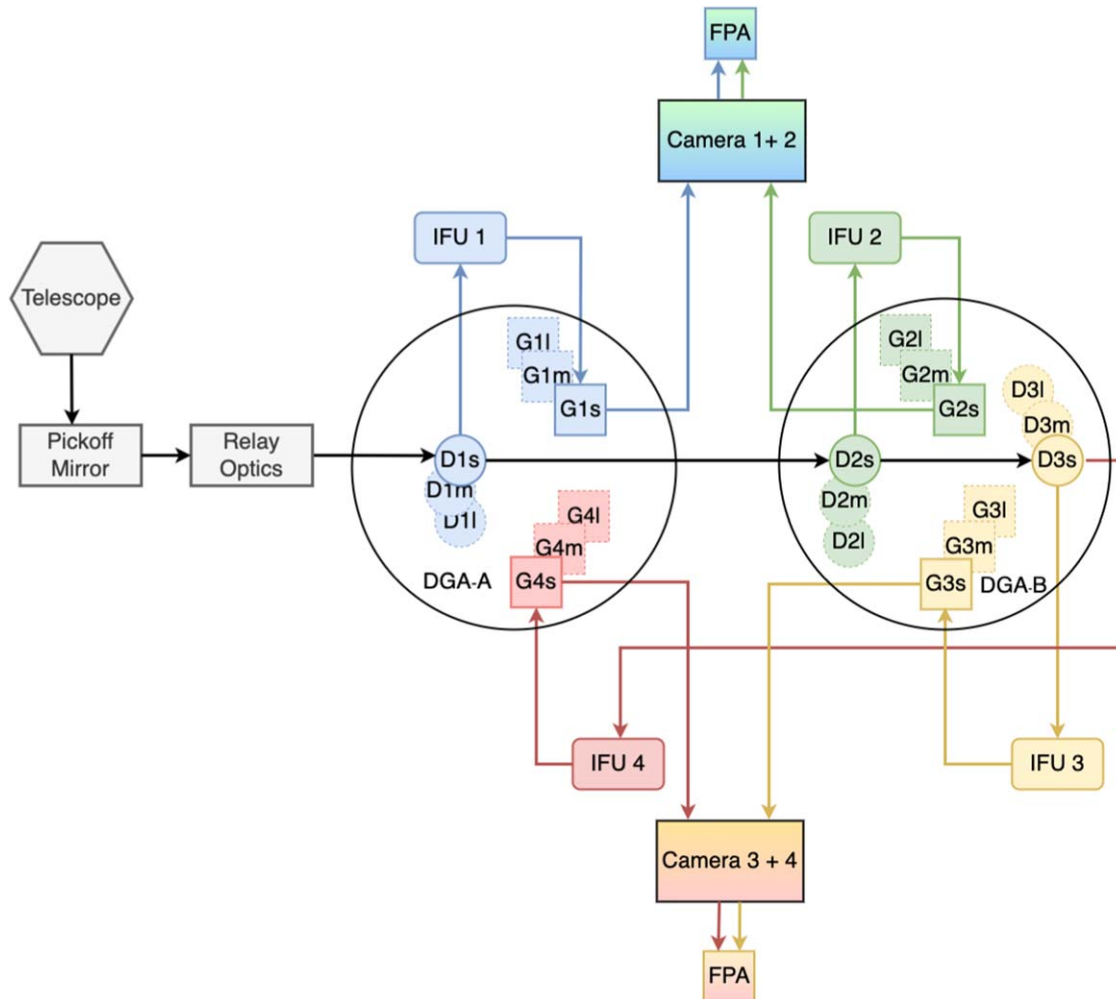 FPA
Camera 1+ 2
IFU 1
IFU 2
Telescope
G1l
G1m
G1s
G2l
G2m
G2s
D3l
D3m
D3s
Pickoff
Mirror
Relay
Optics
D1s
D1m
D1l
D2s
D2m
D2l
G4l
G4m
G4s
DGA-A
G3l
G3m
G3s
DGA-B
IFU 4
IFU 3
Camera 3 + 4
FPA